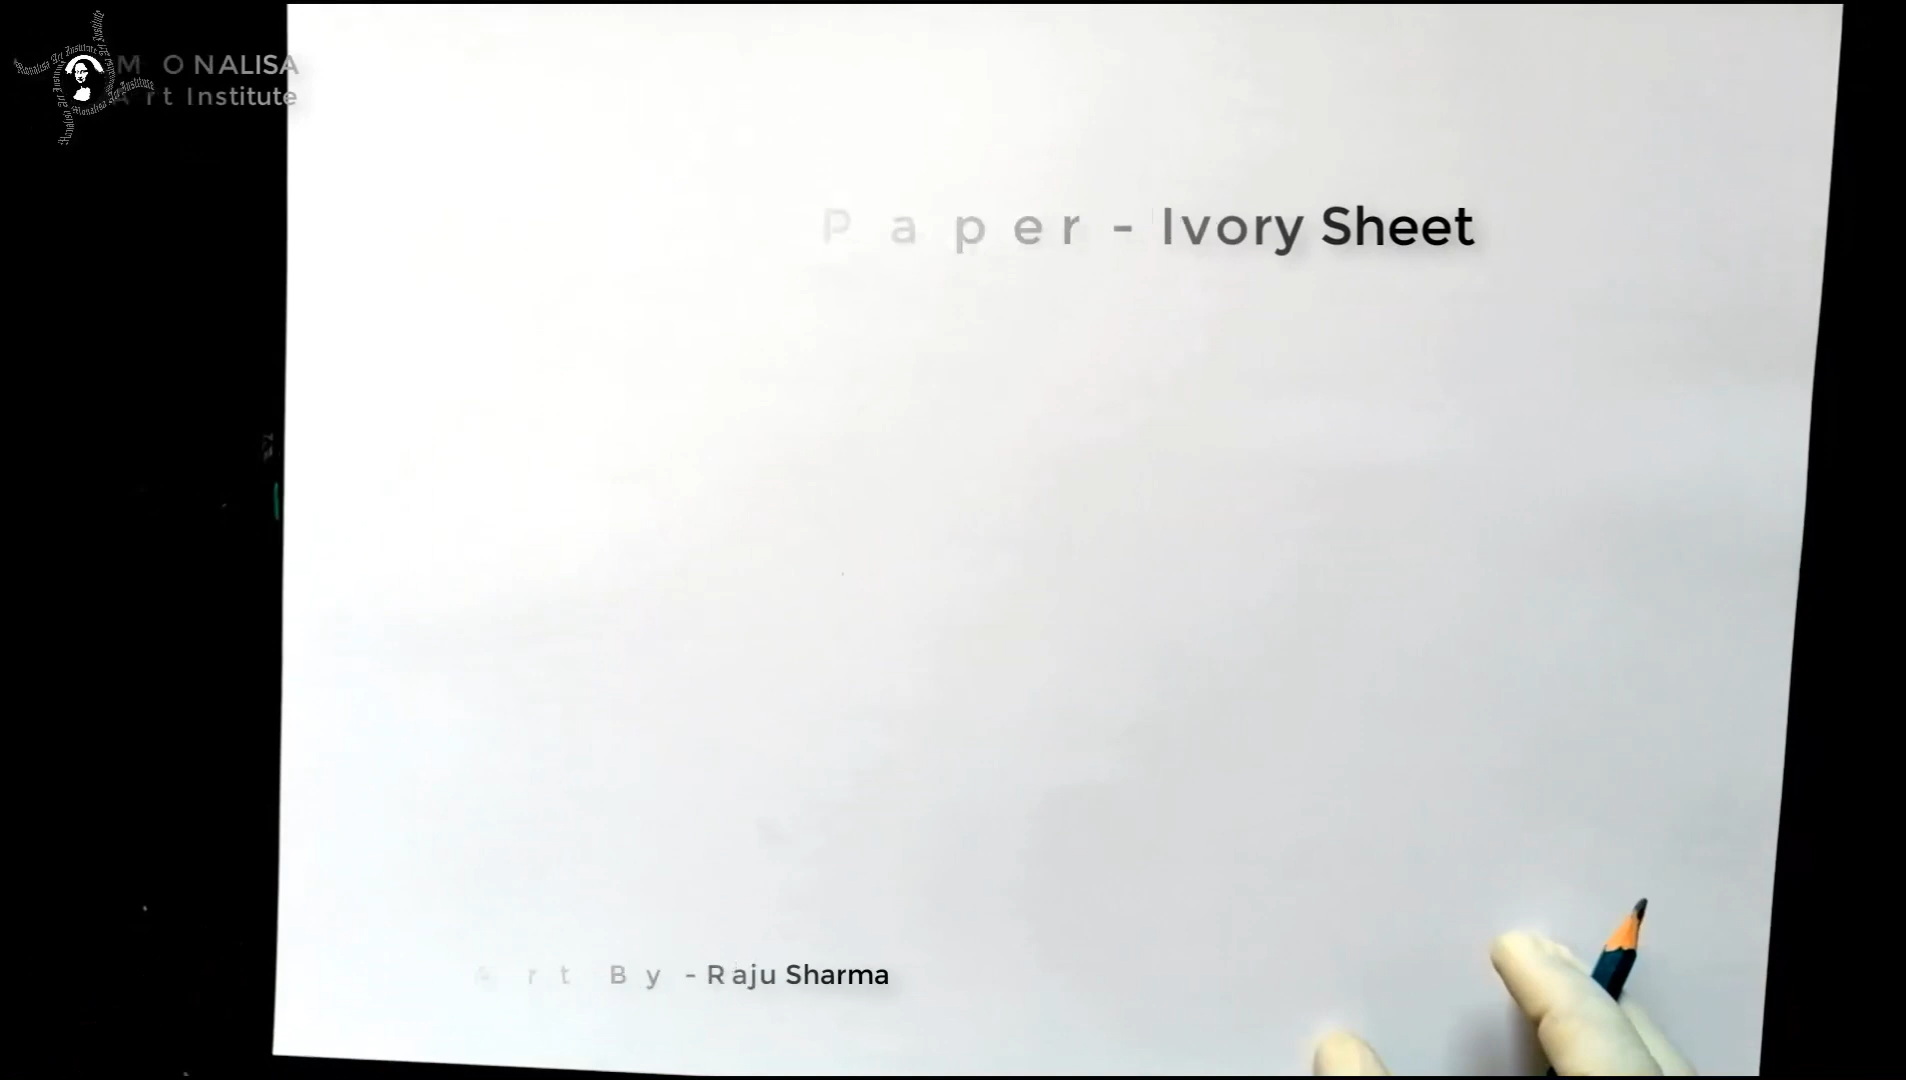 MONALISA
Art Institute
Paper - Ivory Sheet
Art By - Raju Sharma